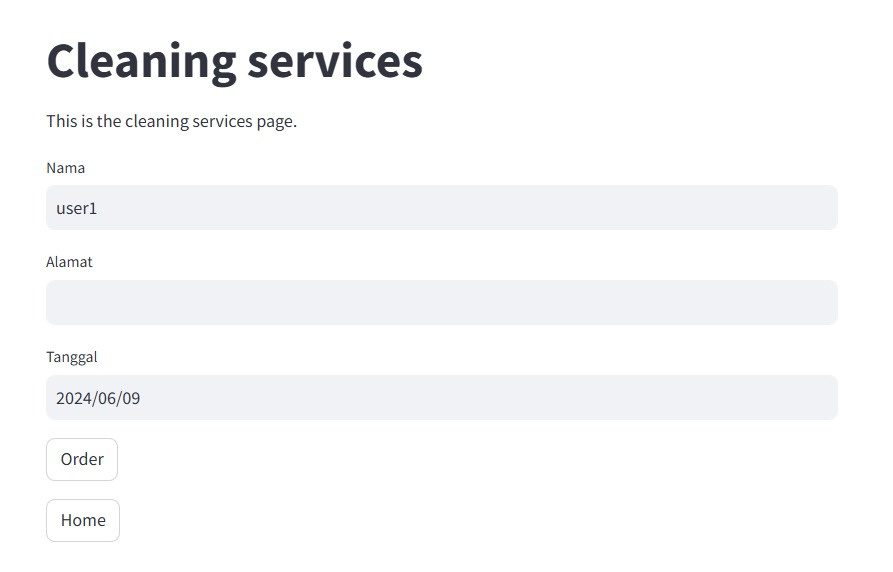 Cleaning services
This is the cleaning services page.
Nama
user1
Alamat
Tanggal
2024/06/09
Order
Home